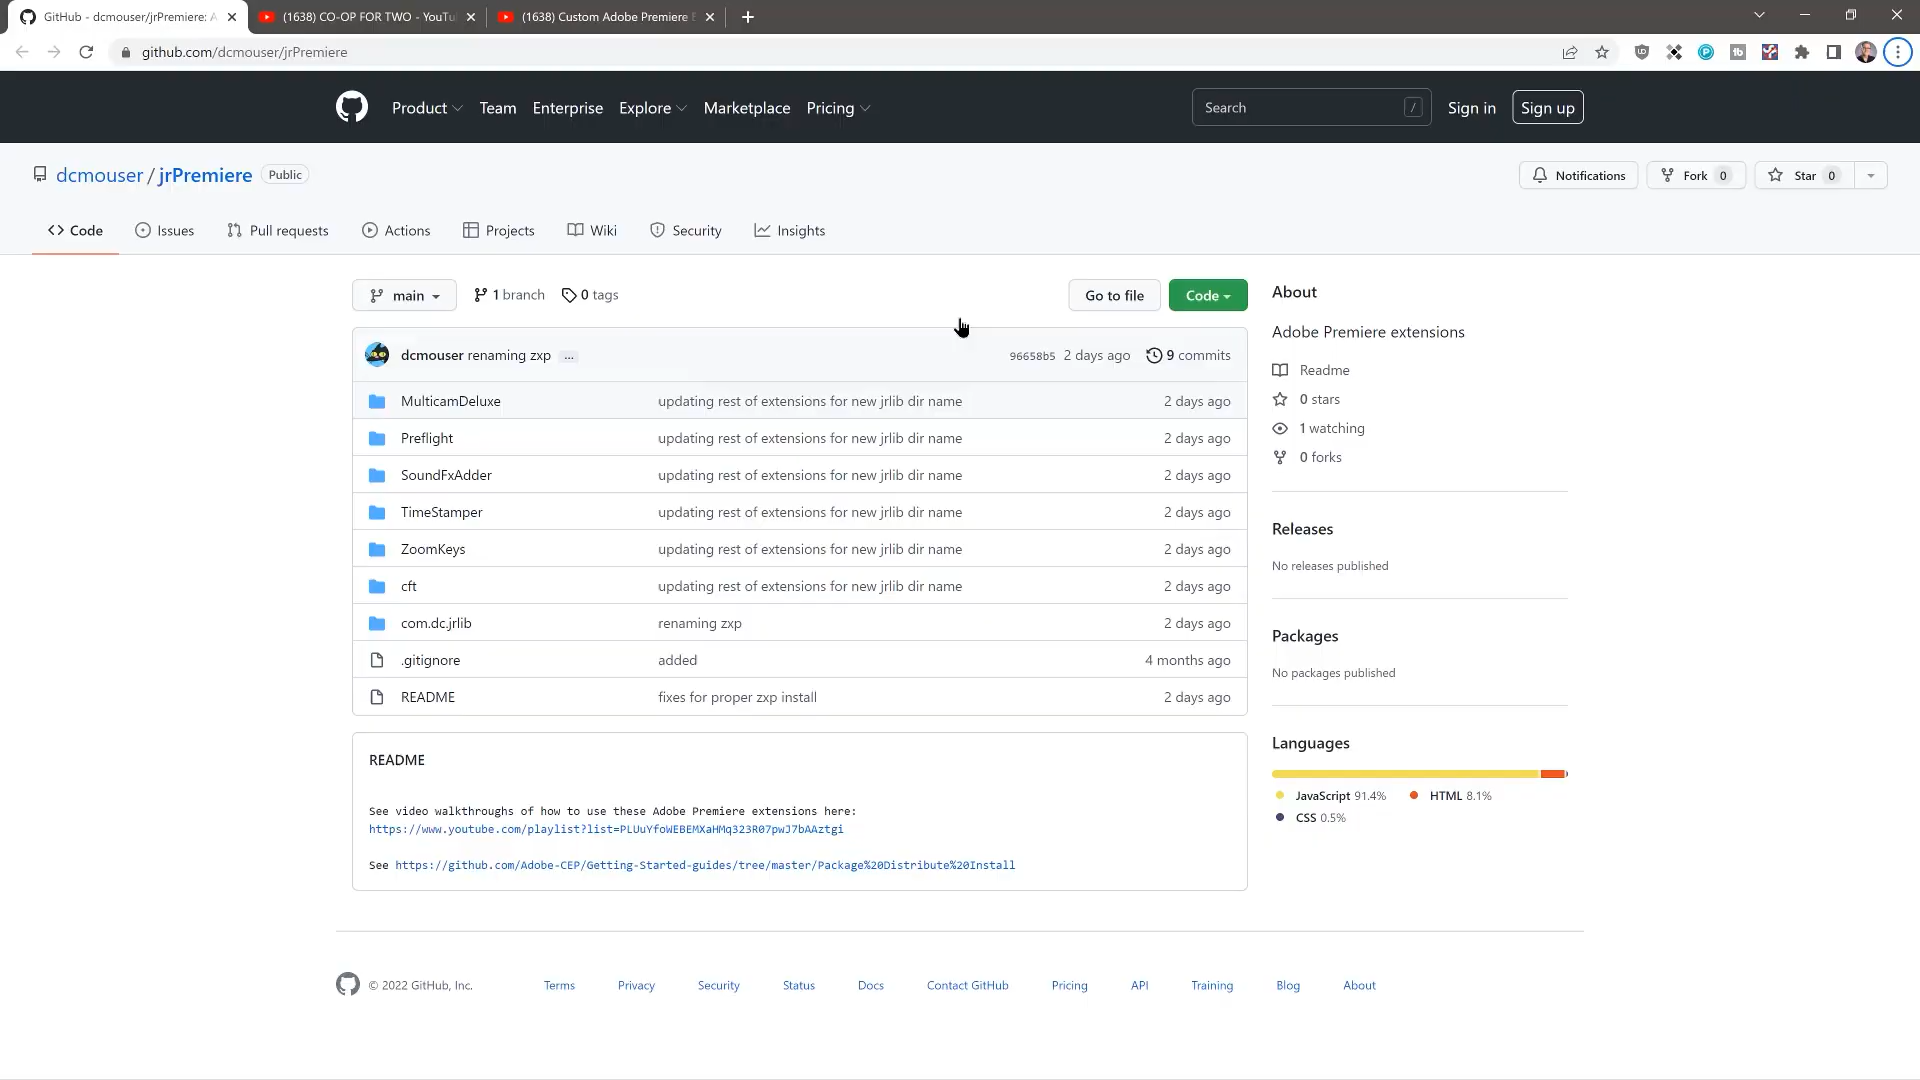 GitHub - dcmouser/jrPremiere: A
(1638) CO-OP FOR TWO - YouTu
(1638) Custom Adobe Premiere E
github.com/dcmouser/jrPremiere
Product Team Enterprise Explore Marketplace Pricing Search / Sign in Sign up
dcmouser / jrPremiere Public Notifications Fork 0 Star 0
<> Code Issues Pull requests Actions Projects Wiki Security Insights
main 1 branch 0 tags Go to file Code
dcmouser renaming zxp ... 96658b5 2 days ago 9 commits
MulticamDeluxe updating rest of extensions for new jrlib dir name 2 days ago
Preflight updating rest of extensions for new jrlib dir name 2 days ago
SoundFxAdder updating rest of extensions for new jrlib dir name 2 days ago
TimeStamper updating rest of extensions for new jrlib dir name 2 days ago
ZoomKeys updating rest of extensions for new jrlib dir name 2 days ago
cft updating rest of extensions for new jrlib dir name 2 days ago
com.dc.jrlib renaming zxp 2 days ago
.gitignore added 4 months ago
README fixes for proper zxp install 2 days ago
README
See video walkthroughs of how to use these Adobe Premiere extensions here:
https://www.youtube.com/playlist?list=PLUuYfoWEBEMXaHMq323R07pwJ7bAAztgi
See https://github.com/Adobe-CEP/Getting-Started-guides/tree/master/Package%20Distribute%20Install
About
Adobe Premiere extensions
Readme
0 stars
1 watching
0 forks
Releases
No releases published
Packages
No packages published
Languages
JavaScript 91.4% HTML 8.1%
CSS 0.5%
© 2022 GitHub, Inc. Terms Privacy Security Status Docs Contact GitHub Pricing API Training Blog About